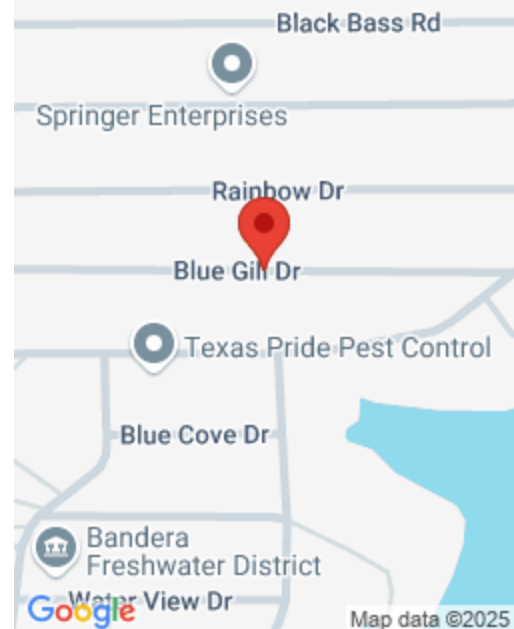 Black Bass Rd
Springer Enterprises
Rainbow Dr
Blue Gill Dr
Texas Pride Pest Control
Blue Cove Dr
Bandera
Freshwater District
Water View Dr
Google
Map data ©2025